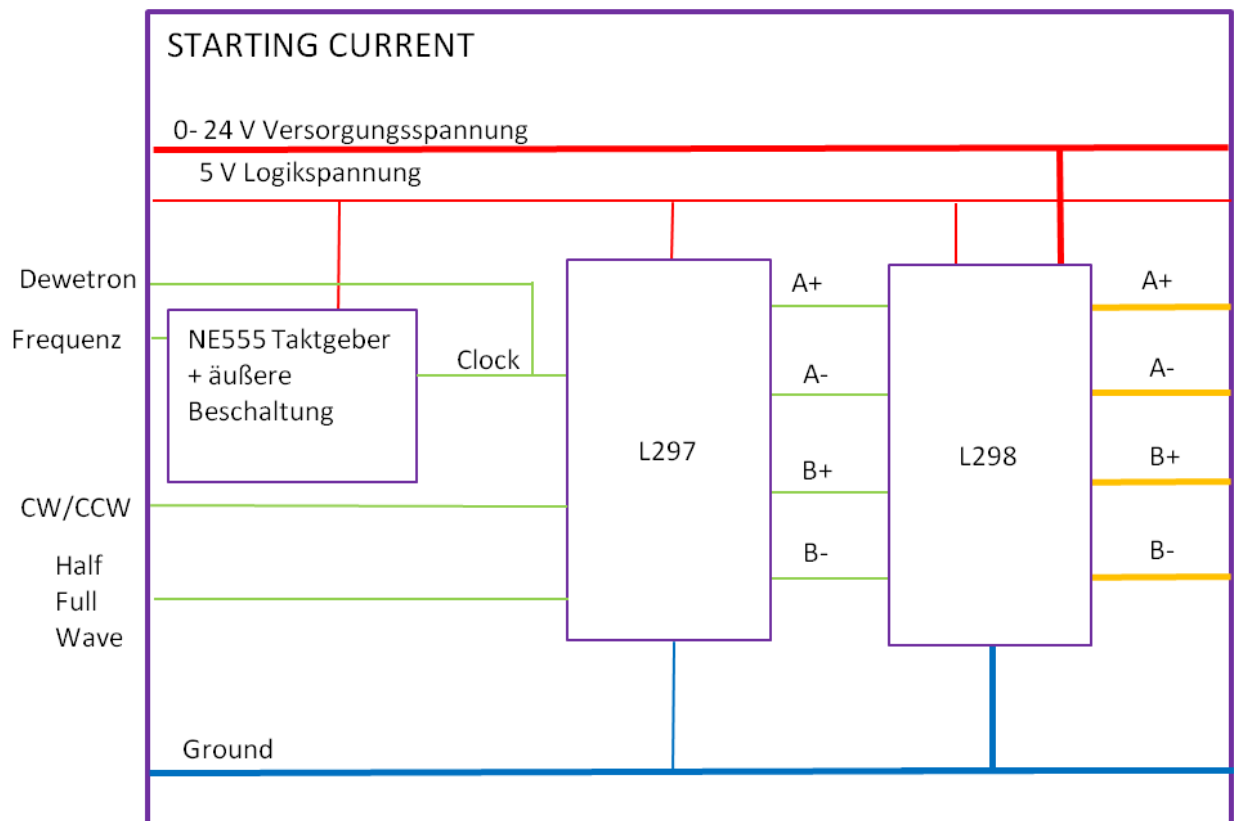 STARTING CURRENT
0- 24 V Versorgungsspannung
5 V Logikspannung
Dewetron
Frequenz
NE555 Taktgeber
+ äußere
Beschaltung
Clock
CW/CCW
Half
Full
Wave
L297
A+
A-
B+
B-
L298
A+
A-
B+
B-
Ground